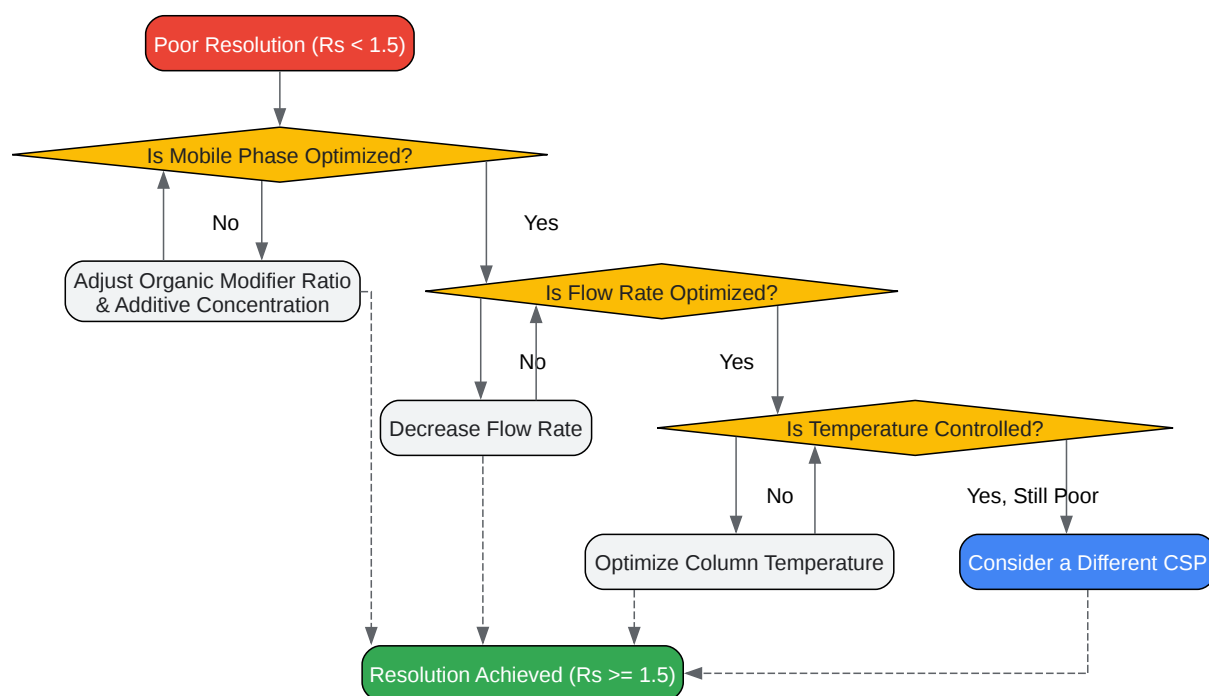 Poor Resolution (Rs < 1.5)
Is Mobile Phase Optimized?
No
Yes
Adjust Organic Modifier Ratio
& Additive Concentration
Is Flow Rate Optimized?
No
Yes
Decrease Flow Rate
Is Temperature Controlled?
No
Yes, Still Poor
Optimize Column Temperature
Consider a Different CSP
Resolution Achieved (Rs >= 1.5)